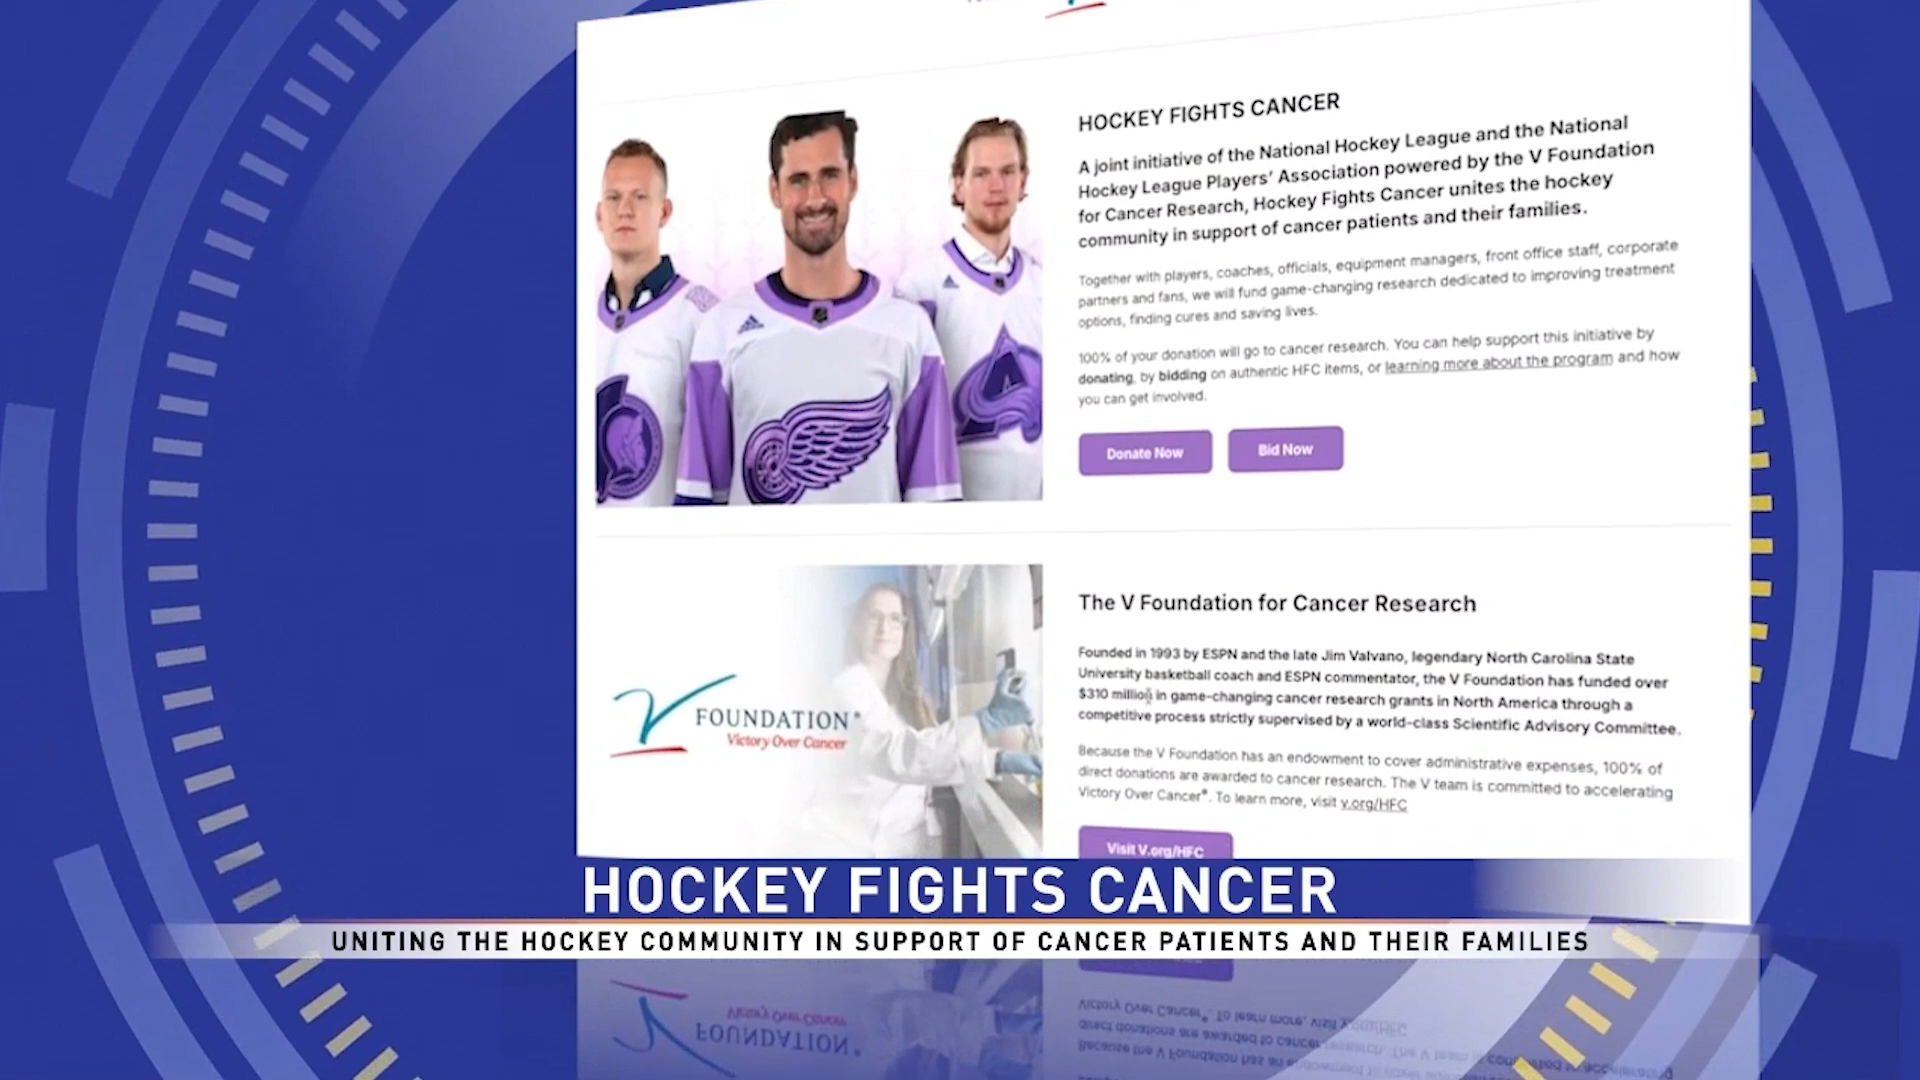 HOCKEY FIGHTS CANCER
A joint initiative of the National Hockey League and the National
Hockey League Players' Association powered by the V Foundation
for Cancer Research, Hockey Fights Cancer unites the hockey
community in support of cancer patients and their families.
Together with players, coaches, officials, equipment managers, front office staff, corporate
partners and fans, we will fund game-changing research dedicated to improving treatment
options, finding cures and saving lives.
100% of your donation will go to cancer research. You can help support this initiative by
donating, by bidding on authentic HFC items, or learning more about the program and how
you can get involved.
Donate Now
Bid Now
V FOUNDATION®
Victory Over Cancer
The V Foundation for Cancer Research
Founded in 1993 by ESPN and the late Jim Valvano, legendary North Carolina State
University basketball coach and ESPN commentator, the V Foundation has funded over
$310 million in game-changing cancer research grants in North America through a
competitive process strictly supervised by a world-class Scientific Advisory Committee.
Because the V Foundation has an endowment to cover administrative expenses, 100% of
direct donations are awarded to cancer research. The V team is committed to accelerating
Victory Over Cancer®. To learn more, visit v.org/HFC
Visit V.org/HFC
HOCKEY FIGHTS CANCER
UNITING THE HOCKEY COMMUNITY IN SUPPORT OF CANCER PATIENTS AND THEIR FAMILIES